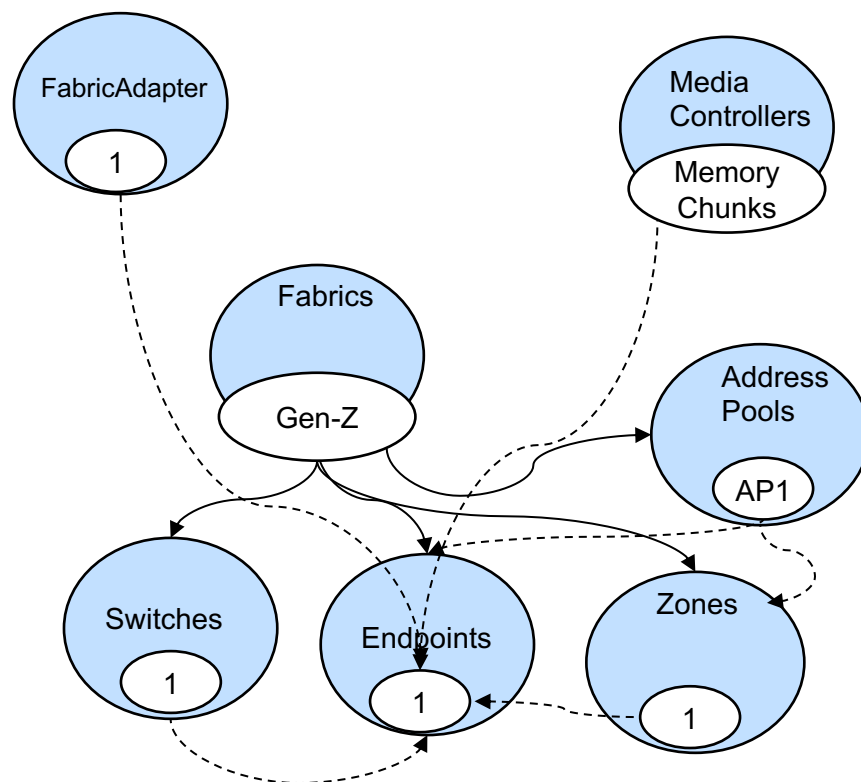 FabricAdapter
1
Media
Controllers
Memory
Chunks
Fabrics
Gen-Z
Address
Pools
AP1
Switches
1
Endpoints
1
Zones
1